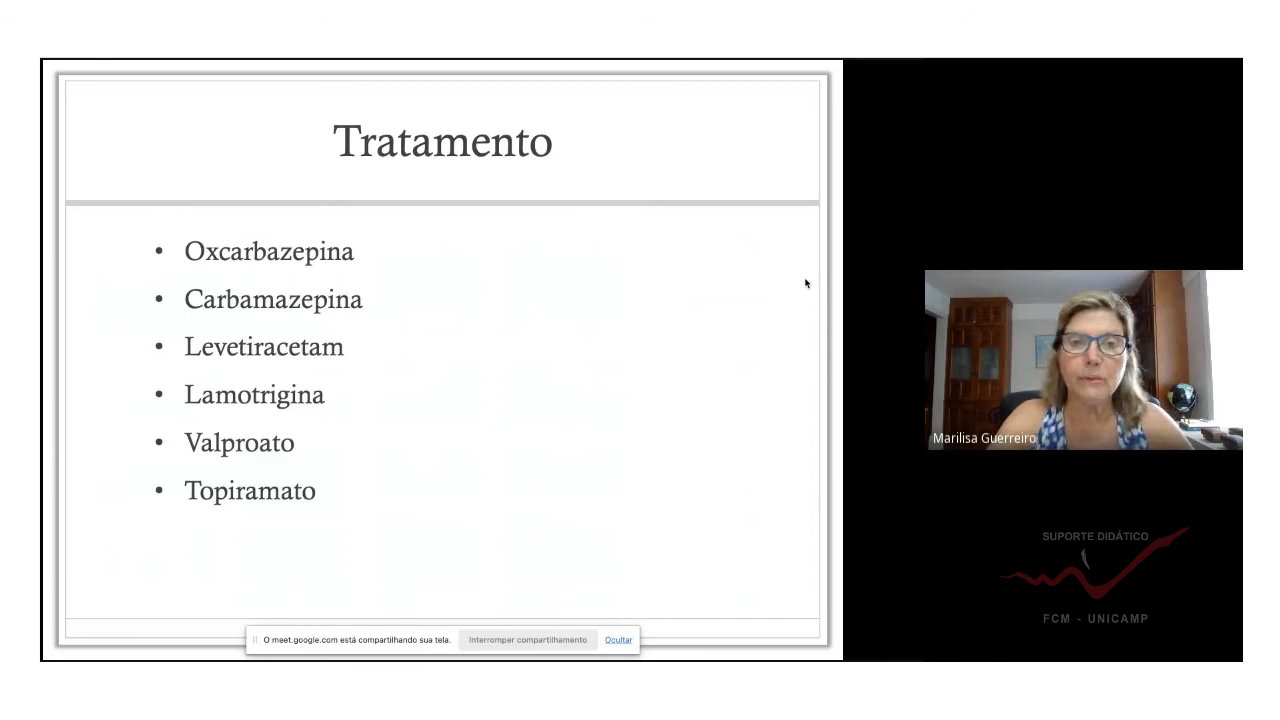 Tratamento
• Oxcarbazepina
• Carbamazepina
• Levetiracetam
• Lamotrigina
• Valproato
• Topiramato
O meet.google.com está compartilhando sua tela. Interromper compartilhamento Ocultar
Marilisa Guerreiro
SUPORTE DIDÁTICO
FCM - UNICAMP